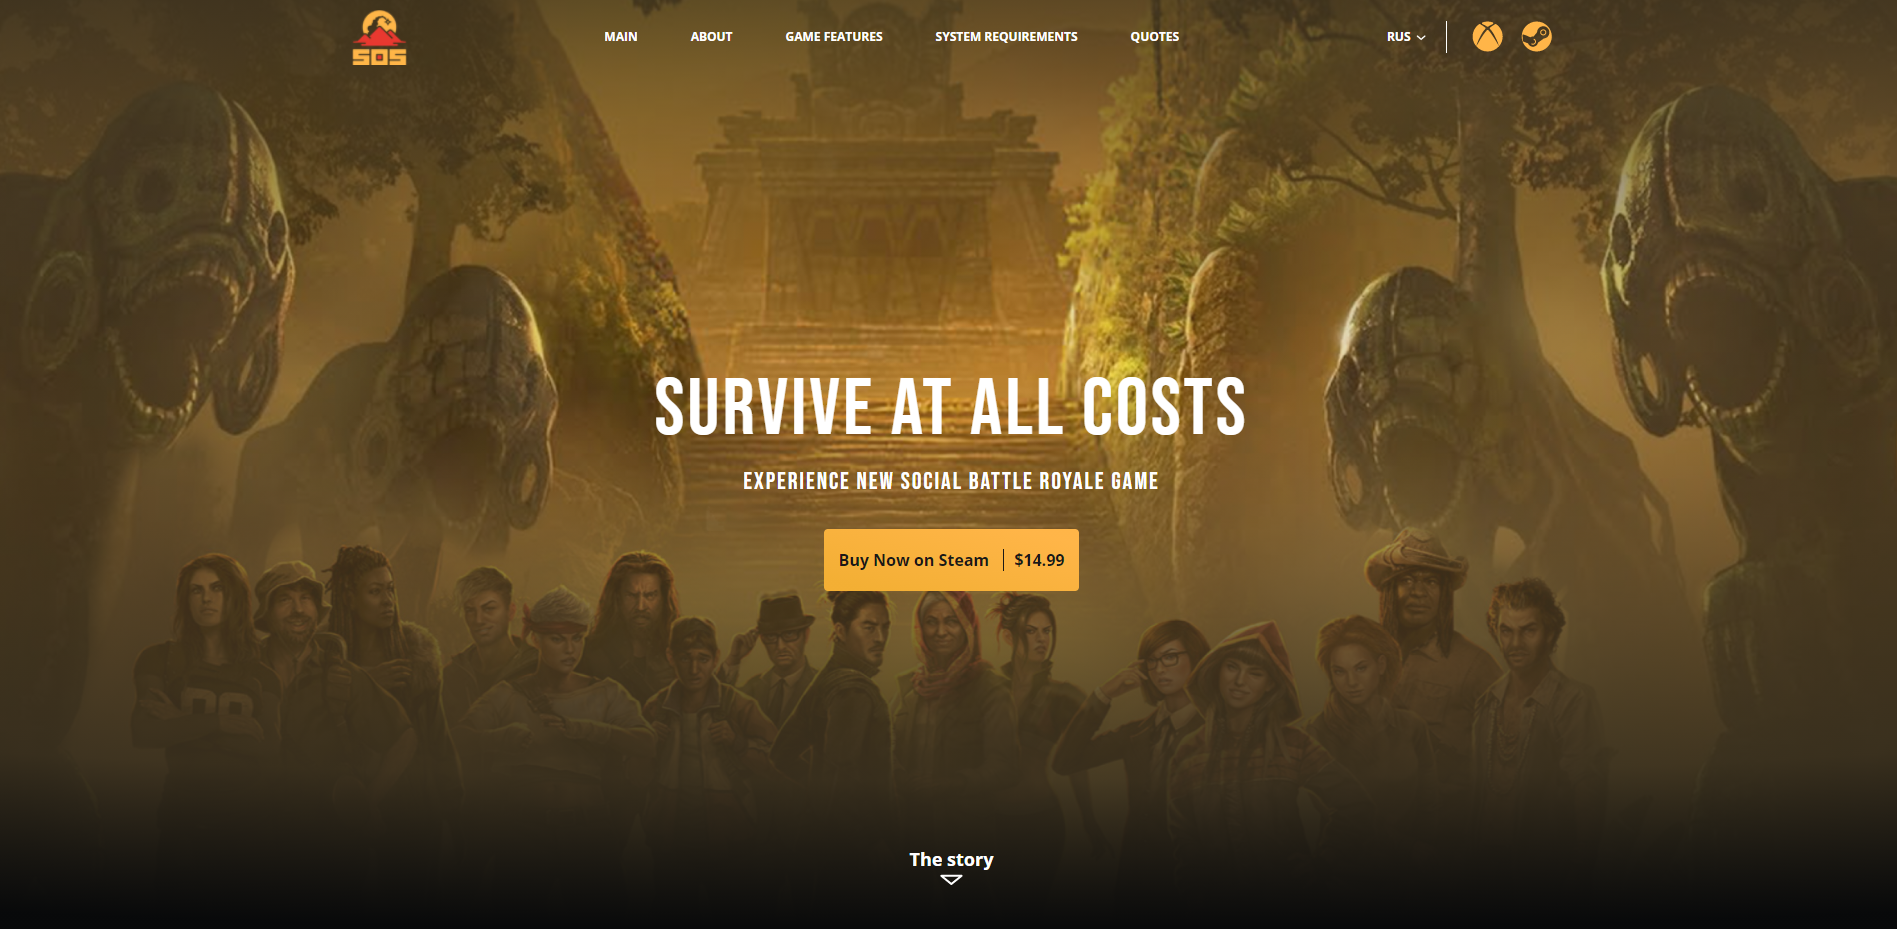 SOS
MAIN ABOUT GAME FEATURES SYSTEM REQUIREMENTS QUOTES RUS
SURVIVE AT ALL COSTS
EXPERIENCE NEW SOCIAL BATTLE ROYALE GAME
Buy Now on Steam $14.99
The story